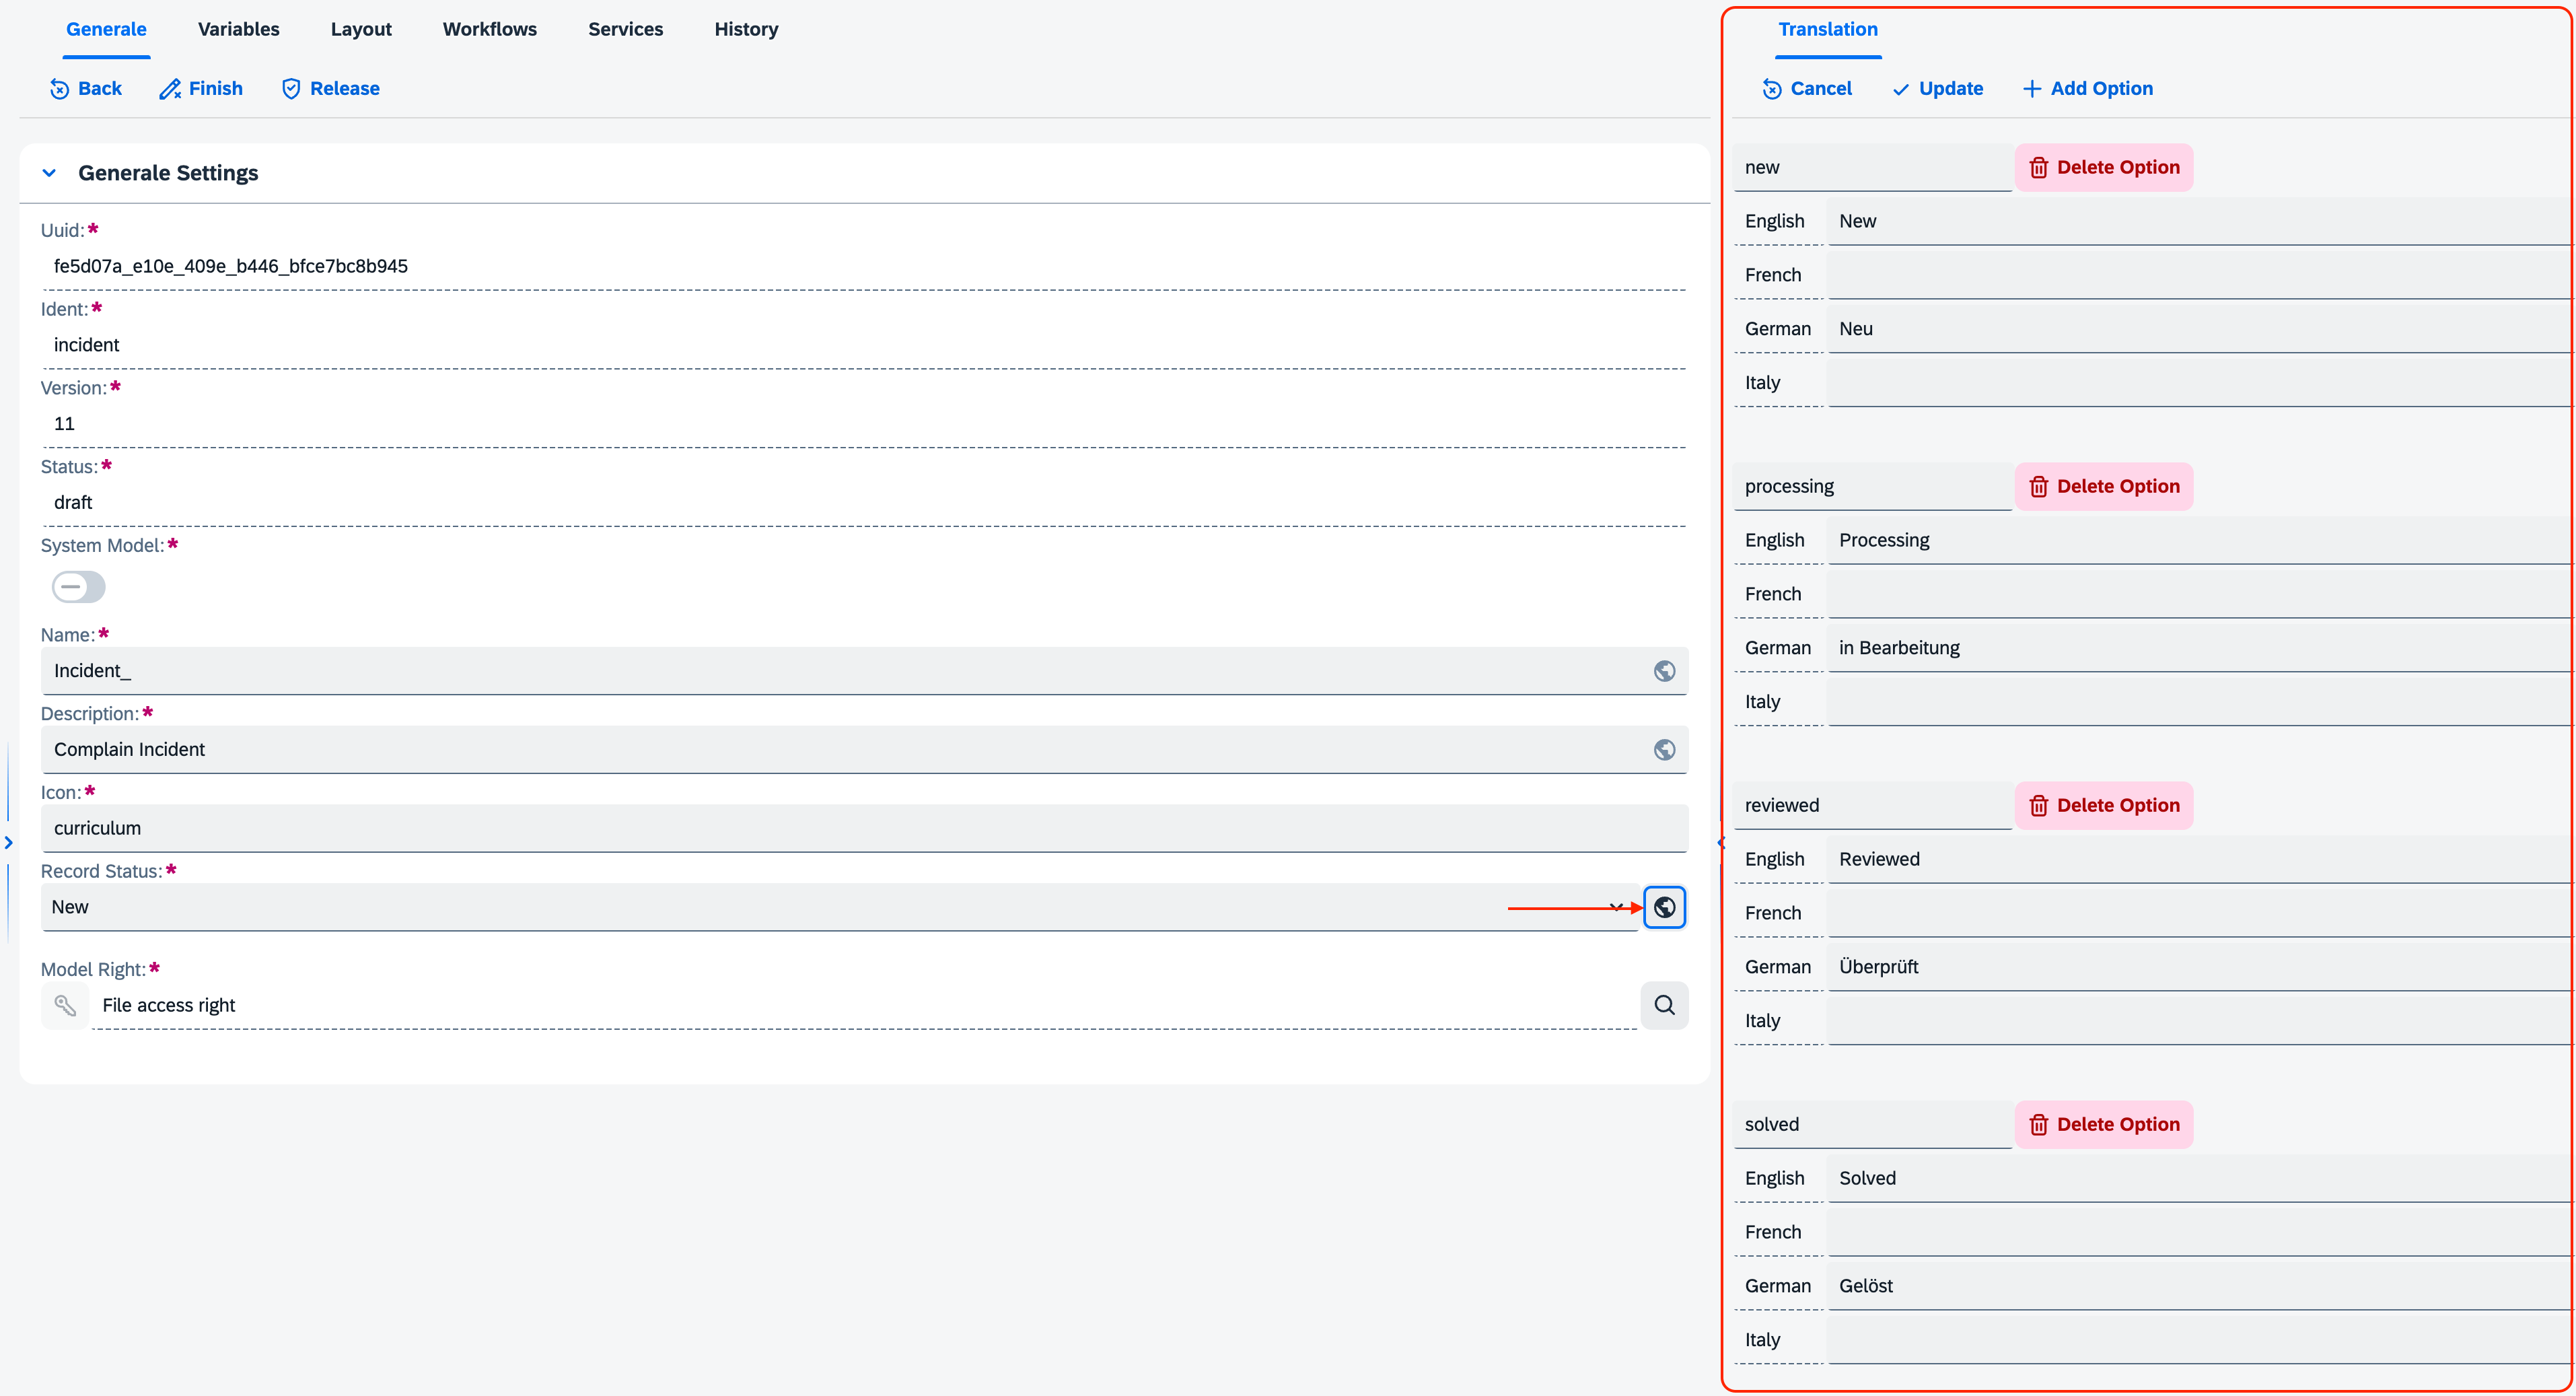 Generale Variables Layout Workflows Services History
Back Finish Release
Generale Settings
Uuid:*
fe5d07a_e10e_409e_b446_bfce7bc8b945
Ident:*
incident
Version:*
11
Status:*
draft
System Model:*
Name:*
Incident_
Description:*
Complain Incident
Icon:*
curriculum
Record Status:*
New
Model Right:*
File access right
Translation
Cancel Update Add Option
new Delete Option
English New
French
German Neu
Italy
processing Delete Option
English Processing
French
German in Bearbeitung
Italy
reviewed Delete Option
English Reviewed
French
German Überprüft
Italy
solved Delete Option
English Solved
French
German Gelöst
Italy